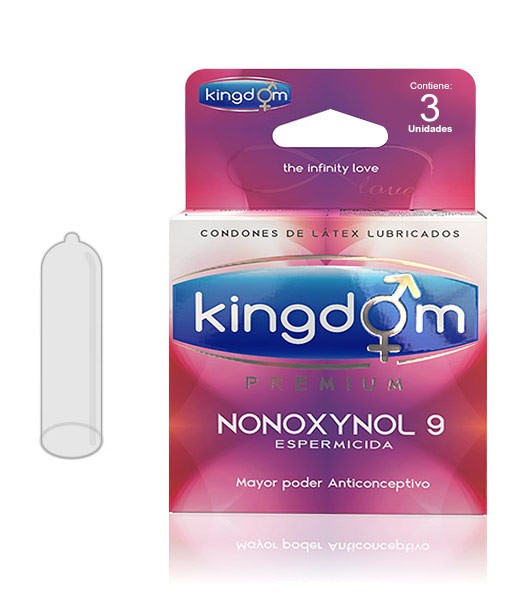 kingdom
Contiene:
3
Unidades
the infinity love
love
CONDONES DE LÁTEX LUBRICADOS
kingdom
PREMIUM
NONOXYNOL 9
ESPERMICIDA
Mayor poder Anticonceptivo